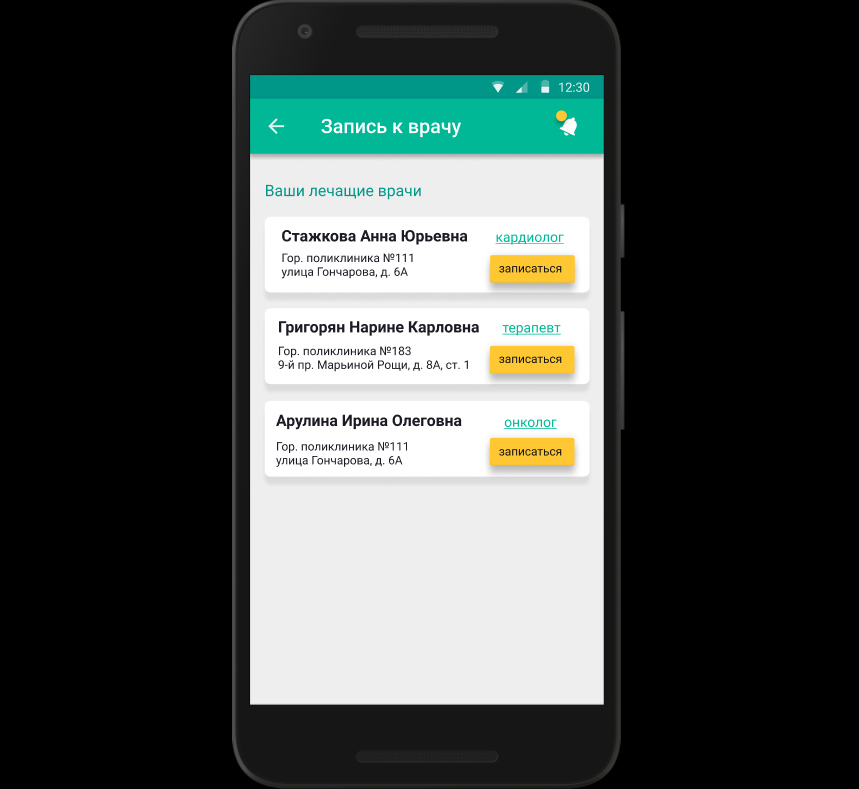 12:30
Запись к врачу
Ваши лечащие врачи
Стажкова Анна Юрьевна
кардиолог
Гор. поликлиника №111
улица Гончарова, д. 6А
записаться
Григорян Нарине Карловна
терапевт
Гор. поликлиника №183
9-й пр. Марьиной Рощи, д. 8А, ст. 1
записаться
Арулина Ирина Олеговна
онколог
Гор. поликлиника №111
улица Гончарова, д. 6А
записаться